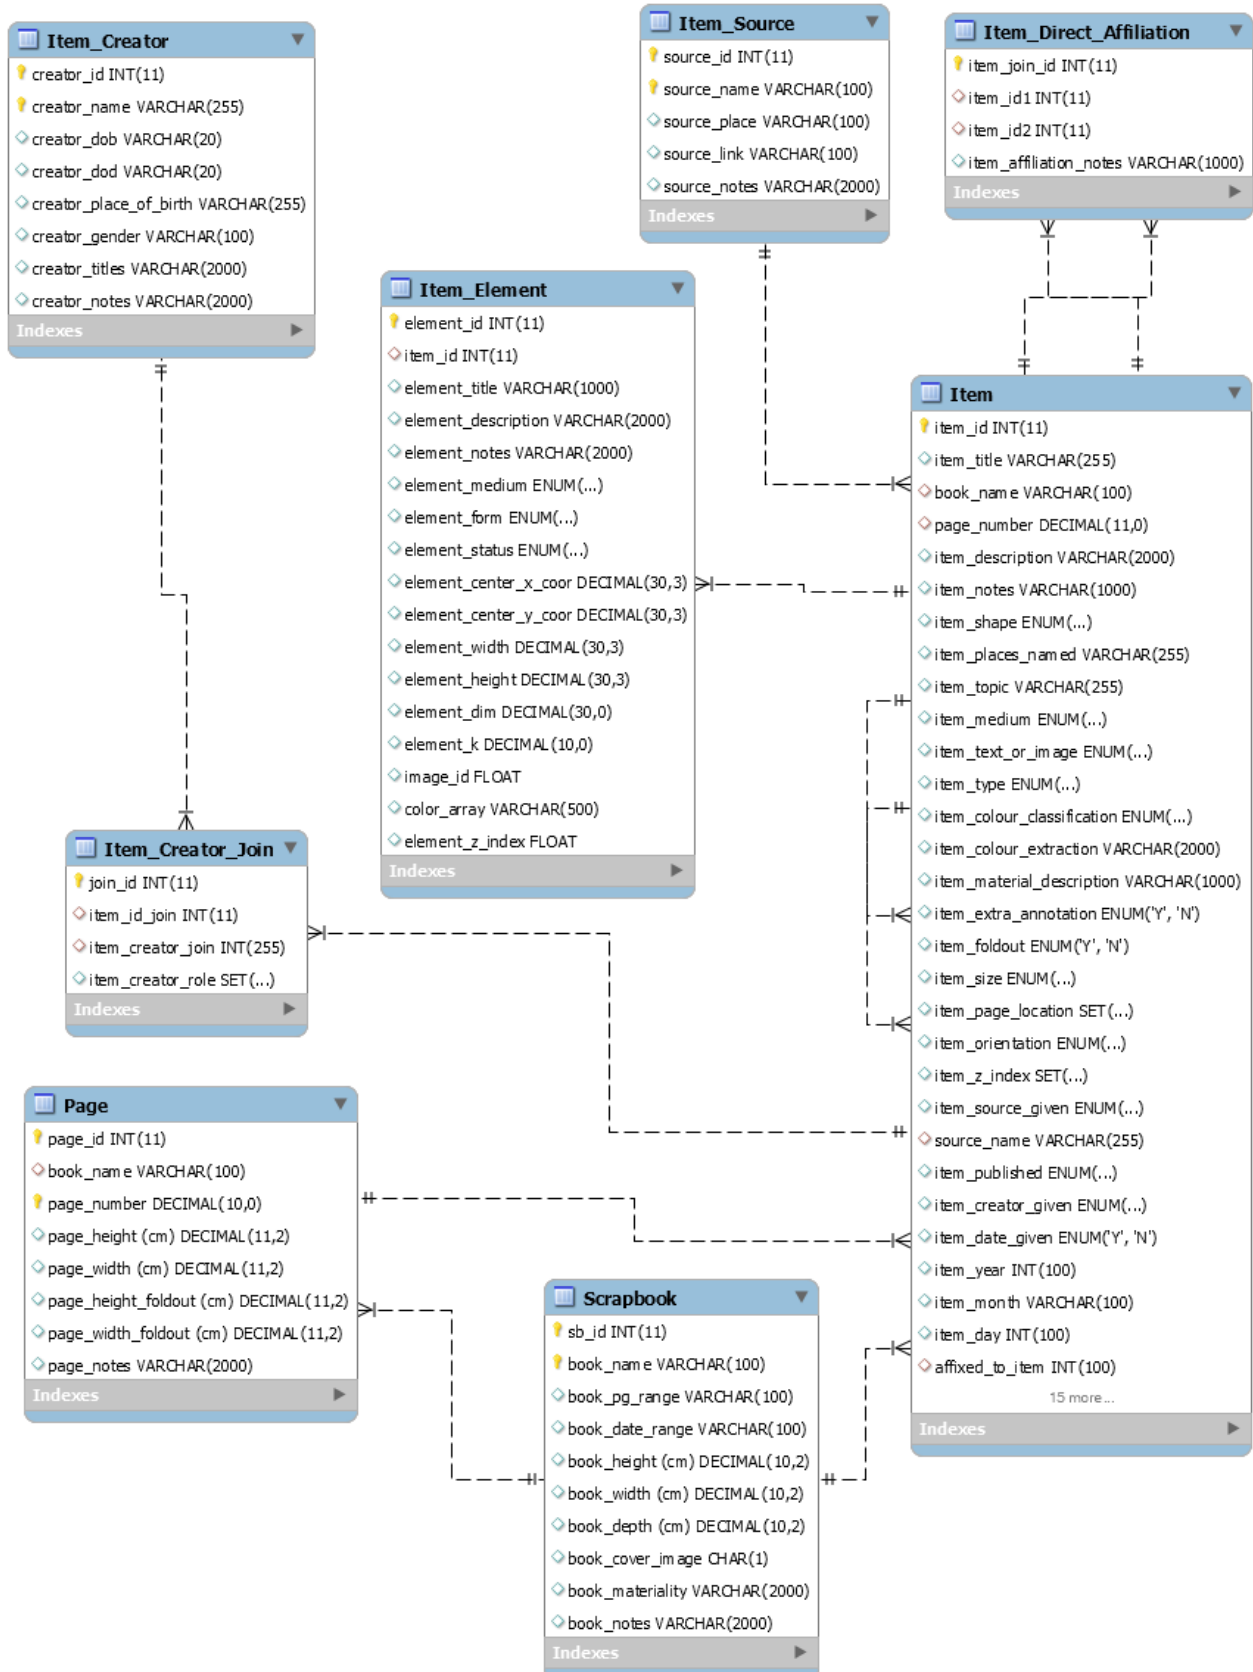 Item_Creator
creator_id INT(11)
creator_name VARCHAR(255)
creator_dob VARCHAR(20)
creator_dod VARCHAR(20)
creator_place_of_birth VARCHAR(255)
creator_gender VARCHAR(100)
creator_titles VARCHAR(2000)
creator_notes VARCHAR(2000)
Indexes
Item_Source
source_id INT(11)
source_name VARCHAR(100)
source_place VARCHAR(100)
source_link VARCHAR(100)
source_notes VARCHAR(2000)
Indexes
Item_Direct_Affiliation
item_join_id INT(11)
item_id1 INT(11)
item_id2 INT(11)
item_affiliation_notes VARCHAR(1000)
Indexes
Item_Element
element_id INT(11)
item_id INT(11)
element_title VARCHAR(1000)
element_description VARCHAR(2000)
element_notes VARCHAR(2000)
element_medium ENUM(...)
element_form ENUM(...)
element_status ENUM(...)
element_center_x_coor DECIMAL(30,3)
element_center_y_coor DECIMAL(30,3)
element_width DECIMAL(30,3)
element_height DECIMAL(30,3)
element_dim DECIMAL(30,0)
element_k DECIMAL(10,0)
image_id FLOAT
color_array VARCHAR(500)
element_z_index FLOAT
Indexes
Item
item_id INT(11)
item_title VARCHAR(255)
book_name VARCHAR(100)
page_number DECIMAL(11,0)
item_description VARCHAR(2000)
item_notes VARCHAR(1000)
item_shape ENUM(...)
item_places_named VARCHAR(255)
item_topic VARCHAR(255)
item_medium ENUM(...)
item_text_or_image ENUM(...)
item_type ENUM(...)
item_colour_classification ENUM(...)
item_colour_extraction VARCHAR(2000)
item_material_description VARCHAR(1000)
item_extra_annotation ENUM('Y', 'N')
item_foldout ENUM('Y', 'N')
item_size ENUM(...)
item_page_location SET(...)
item_orientation ENUM(...)
item_z_index SET(...)
item_source_given ENUM(...)
source_name VARCHAR(255)
item_published ENUM(...)
item_creator_given ENUM(...)
item_date_given ENUM('Y', 'N')
item_year INT(100)
item_month VARCHAR(100)
item_day INT(100)
affixed_to_item INT(100)
15 more...
Indexes
Item_Creator_Join
join_id INT(11)
item_id_join INT(11)
item_creator_join INT(255)
item_creator_role SET(...)
Indexes
Page
page_id INT(11)
book_name VARCHAR(100)
page_number DECIMAL(10,0)
page_height (cm) DECIMAL(11,2)
page_width (cm) DECIMAL(11,2)
page_height_foldout (cm) DECIMAL(11,2)
page_width_foldout (cm) DECIMAL(11,2)
page_notes VARCHAR(2000)
Indexes
Scrapbook
sb_id INT(11)
book_name VARCHAR(100)
book_pg_range VARCHAR(100)
book_date_range VARCHAR(100)
book_height (cm) DECIMAL(10,2)
book_width (cm) DECIMAL(10,2)
book_depth (cm) DECIMAL(10,2)
book_cover_image CHAR(1)
book_materiality VARCHAR(2000)
book_notes VARCHAR(2000)
Indexes